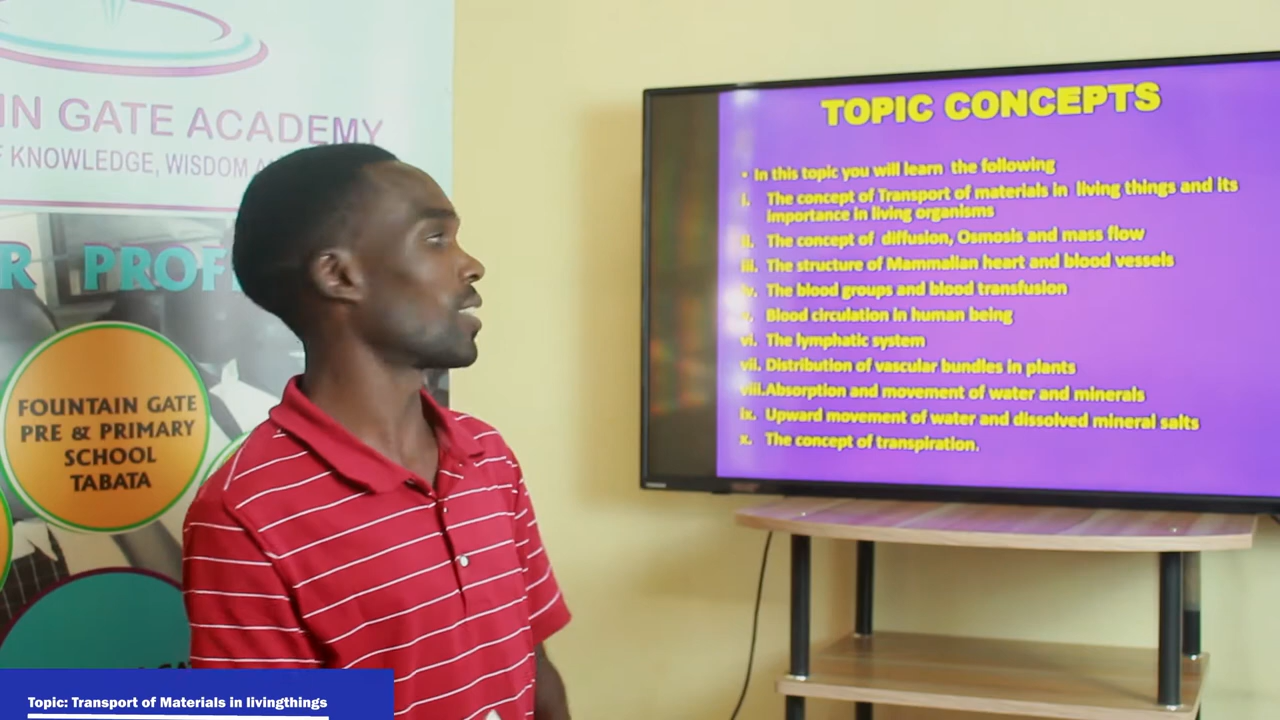 IN GATE ACADEMY
F KNOWLEDGE, WISDOM
R PROF
FOUNTAIN GATE
PRE & PRIMARY
SCHOOL
TABATA
TOPIC CONCEPTS
• In this topic you will learn the following
i. The concept of Transport of materials in living things and its
importance in living organisms
ii. The concept of diffusion, Osmosis and mass flow
iii. The structure of Mammalian heart and blood vessels
iv. The blood groups and blood transfusion
v. Blood circulation in human being
vi. The lymphatic system
vii. Distribution of vascular bundles in plants
viii. Absorption and movement of water and minerals
ix. Upward movement of water and dissolved mineral salts
x. The concept of transpiration.
Topic: Transport of Materials in livingthings